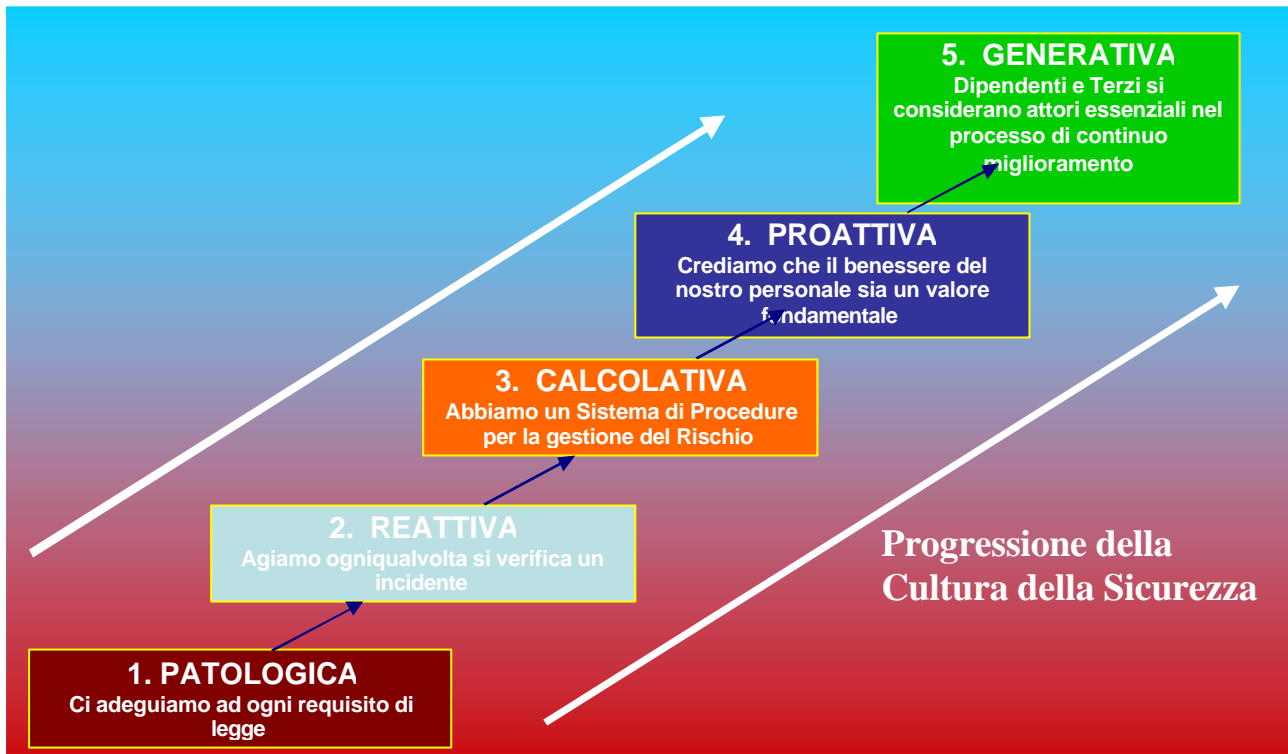 5. GENERATIVA
Dipendenti e Terzi si
considerano attori essenziali nel
processo di continuo
miglioramento
4. PROATTIVA
Crediamo che il benessere del
nostro personale sia un valore
fondamentale
3. CALCOLATIVA
Abbiamo un Sistema di Procedure
per la gestione del Rischio
2. REATTIVA
Agiamo ogniqualvolta si verifica un
incidente
1. PATOLOGICA
Ci adeguiamo ad ogni requisito di
legge
Progressione della
Cultura della Sicurezza